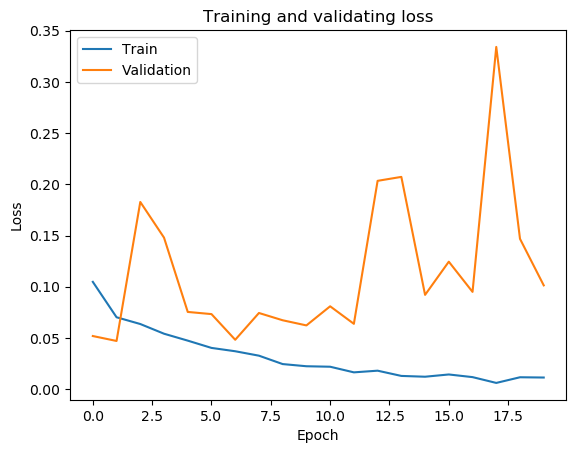 Training and validating loss
Train
Validation
0.35
0.30
0.25
0.20
0.15
0.10
0.05
0.00
Loss
0.0 2.5 5.0 7.5 10.0 12.5 15.0 17.5
Epoch